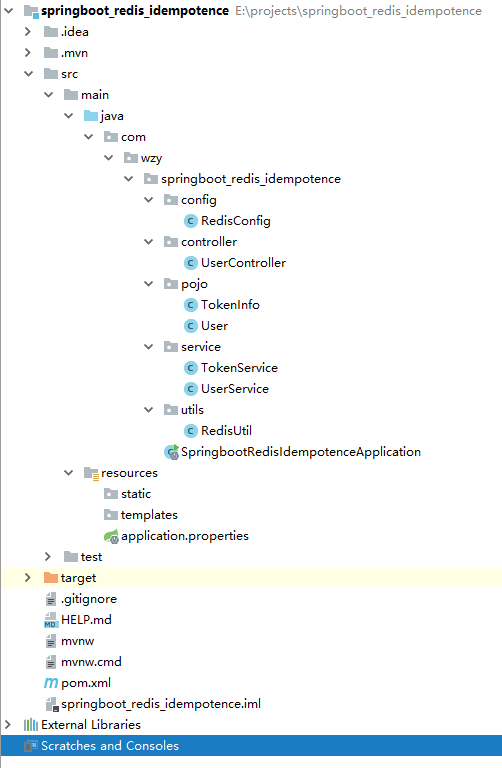 springboot_redis_idempotence E:\projects\springboot_redis_idempotence
.idea
.mvn
src
main
java
com
wzy
springboot_redis_idempotence
config
C RedisConfig
controller
C UserController
pojo
C TokenInfo
C User
service
C TokenService
C UserService
utils
C RedisUtil
C SpringbootRedisIdempotenceApplication
resources
static
templates
application.properties
test
target
.gitignore
MD HELP.md
mvnw
mvnw.cmd
m pom.xml
springboot_redis_idempotence.iml
External Libraries
Scratches and Consoles